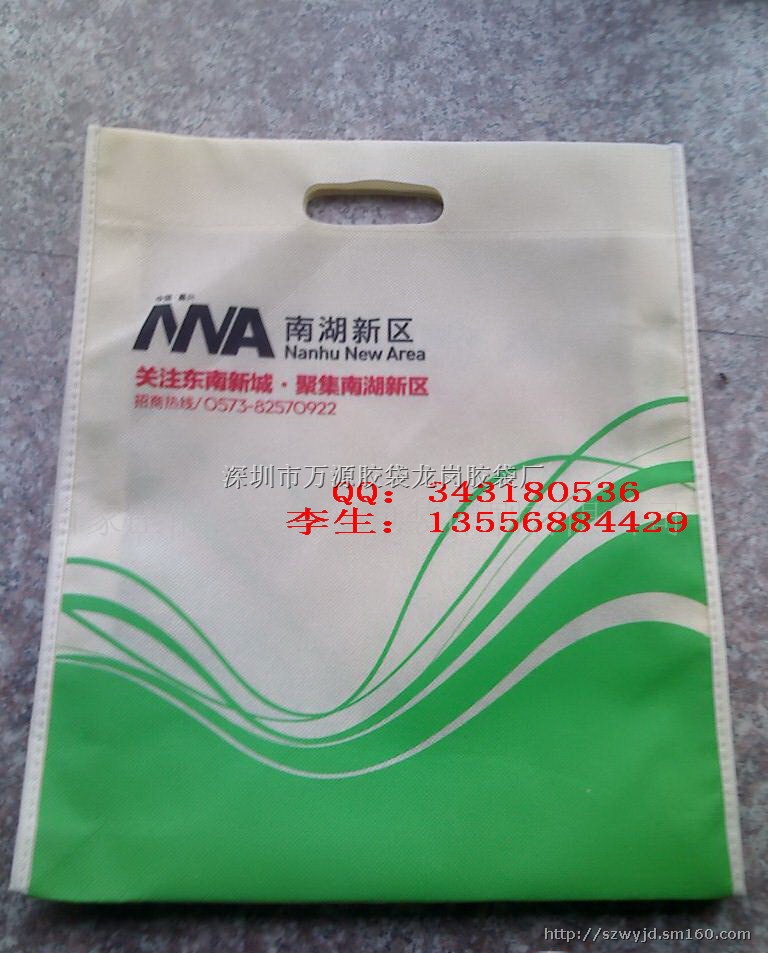 NNA
南湖新区
Nanhu New Area
关注东南新城·聚集南湖新区
招商热线/0573-82570922
深圳市万源胶袋龙岗胶袋厂
QQ: 343180536
李生: 13556884429
http://szwyjd.sm160.com